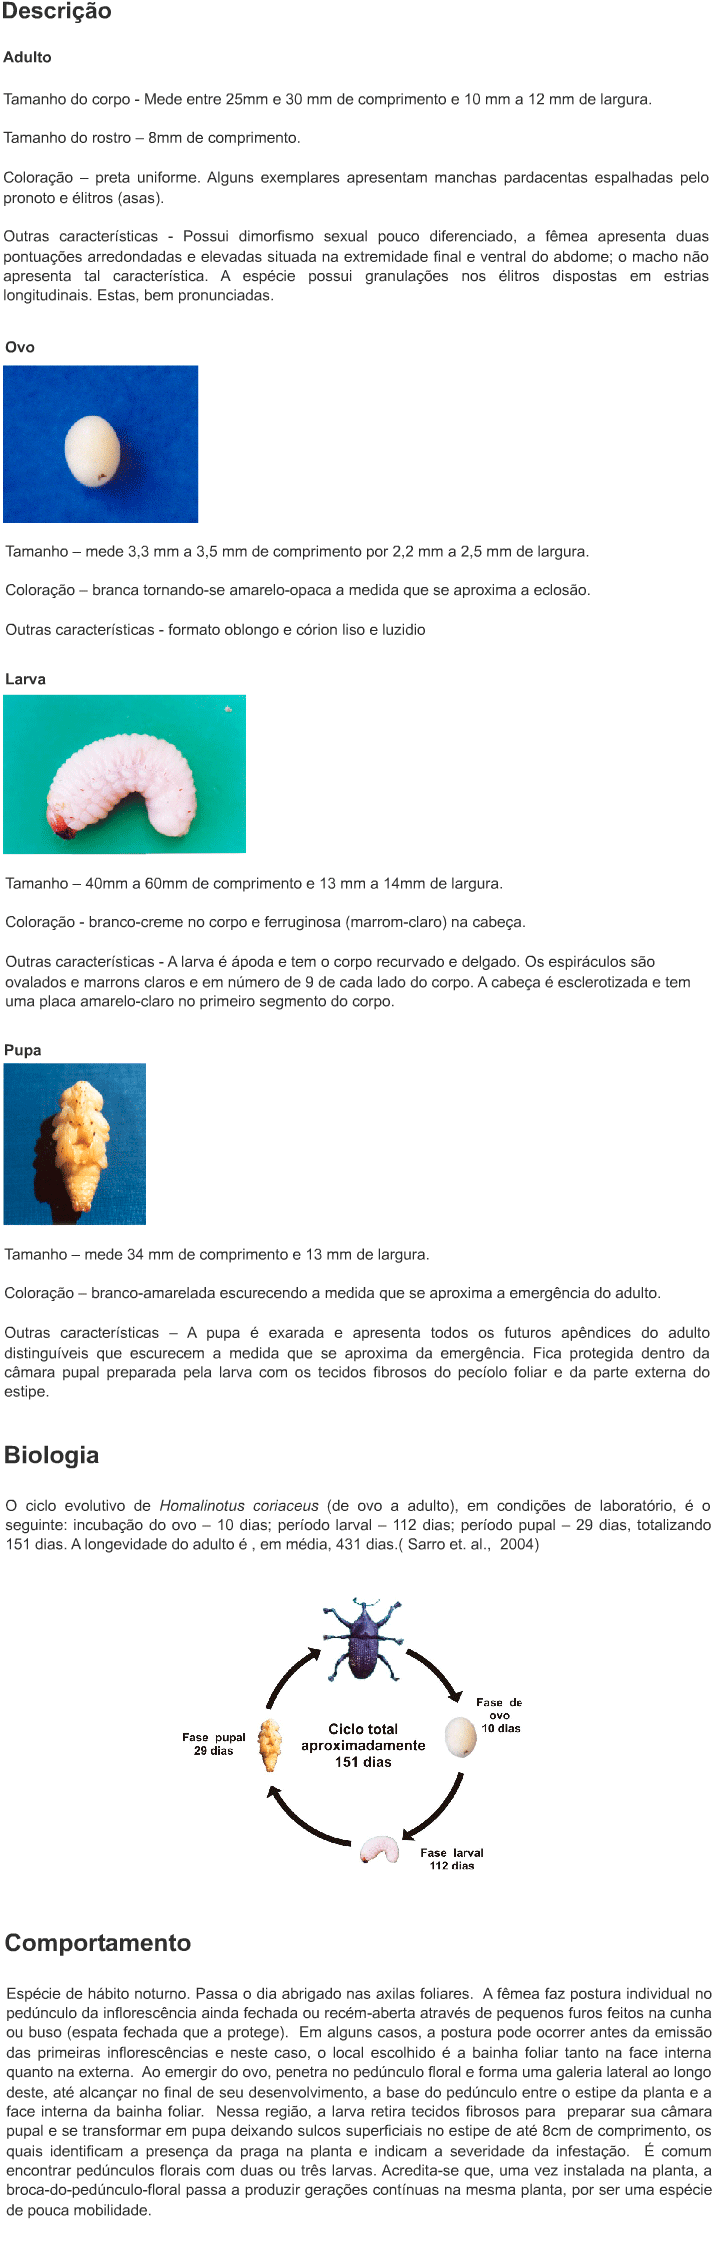 Descrição
Adulto
Tamanho do corpo - Mede entre 25mm e 30 mm de comprimento e 10 mm a 12 mm de largura.
Tamanho do rostro – 8mm de comprimento.
Coloração – preta uniforme. Alguns exemplares apresentam manchas pardacentas espalhadas pelo
pronoto e élitros (asas).
Outras características - Possui dimorfismo sexual pouco diferenciado, a fêmea apresenta duas
pontuações arredondadas e elevadas situada na extremidade final e ventral do abdome; o macho não
apresenta tal característica. A espécie possui granulações nos élitros dispostas em estrias
longitudinais. Estas, bem pronunciadas.
Ovo
Tamanho – mede 3,3 mm a 3,5 mm de comprimento por 2,2 mm a 2,5 mm de largura.
Coloração – branca tornando-se amarelo-opaca a medida que se aproxima a eclosão.
Outras características - formato oblongo e córion liso e luzidio
Larva
Tamanho – 40mm a 60mm de comprimento e 13 mm a 14mm de largura.
Coloração - branco-creme no corpo e ferruginosa (marrom-claro) na cabeça.
Outras características - A larva é ápoda e tem o corpo recurvado e delgado. Os espiráculos são
ovalados e marrons claros e em número de 9 de cada lado do corpo. A cabeça é esclerotizada e tem
uma placa amarelo-claro no primeiro segmento do corpo.
Pupa
Tamanho – mede 34 mm de comprimento e 13 mm de largura.
Coloração – branco-amarelada escurecendo a medida que se aproxima a emergência do adulto.
Outras características – A pupa é exarada e apresenta todos os futuros apêndices do adulto
distinguíveis que escurecem a medida que se aproxima da emergência. Fica protegida dentro da
câmara pupal preparada pela larva com os tecidos fibrosos do pecíolo foliar e da parte externa do
estipe.
Biologia
O ciclo evolutivo de Homalinotus coriaceus (de ovo a adulto), em condições de laboratório, é o
seguinte: incubação do ovo – 10 dias; período larval – 112 dias; período pupal – 29 dias, totalizando
151 dias. A longevidade do adulto é , em média, 431 dias.( Sarro et. al., 2004)
Fase de
ovo
10 dias
Fase pupal
29 dias
Ciclo total
aproximadamente
151 dias
Fase larval
112 dias
Comportamento
Espécie de hábito noturno. Passa o dia abrigado nas axilas foliares. A fêmea faz postura individual no
pedúnculo da inflorescência ainda fechada ou recém-aberta através de pequenos furos feitos na cunha
ou buso (espata fechada que a protege). Em alguns casos, a postura pode ocorrer antes da emissão
das primeiras inflorescências e neste caso, o local escolhido é a bainha foliar tanto na face interna
quanto na externa. Ao emergir do ovo, penetra no pedúnculo floral e forma uma galeria lateral ao longo
deste, até alcançar no final de seu desenvolvimento, a base do pedúnculo entre o estipe da planta e a
face interna da bainha foliar. Nessa região, a larva retira tecidos fibrosos para preparar sua câmara
pupal e se transformar em pupa deixando sulcos superficiais no estipe de até 8cm de comprimento, os
quais identificam a presença da praga na planta e indicam a severidade da infestação. É comum
encontrar pedúnculos florais com duas ou três larvas. Acredita-se que, uma vez instalada na planta, a
broca-do-pedúnculo-floral passa a produzir gerações contínuas na mesma planta, por ser uma espécie
de pouca mobilidade.